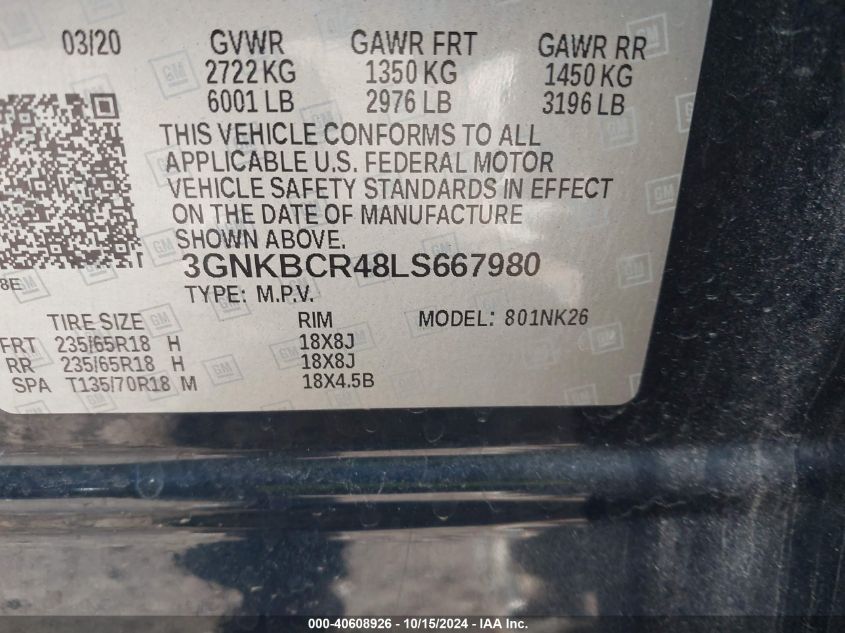 03/20 GVWR GAWR FRT GAWR RR
2722 KG 1350 KG 1450 KG
6001 LB 2976 LB 3196 LB
THIS VEHICLE CONFORMS TO ALL
APPLICABLE U.S. FEDERAL MOTOR
VEHICLE SAFETY STANDARDS IN EFFECT
ON THE DATE OF MANUFACTURE
SHOWN ABOVE.
3GNKBCR48LS667980
8E
TYPE: M.P.V.
TIRE SIZE RIM MODEL: 801NK26
FRT 235/65R18 H 18X8J
RR 235/65R18 H 18X8J
SPA T135/70R18 M 18X4.5B
GM
000-40608926 - 10/15/2024 - IAA Inc.